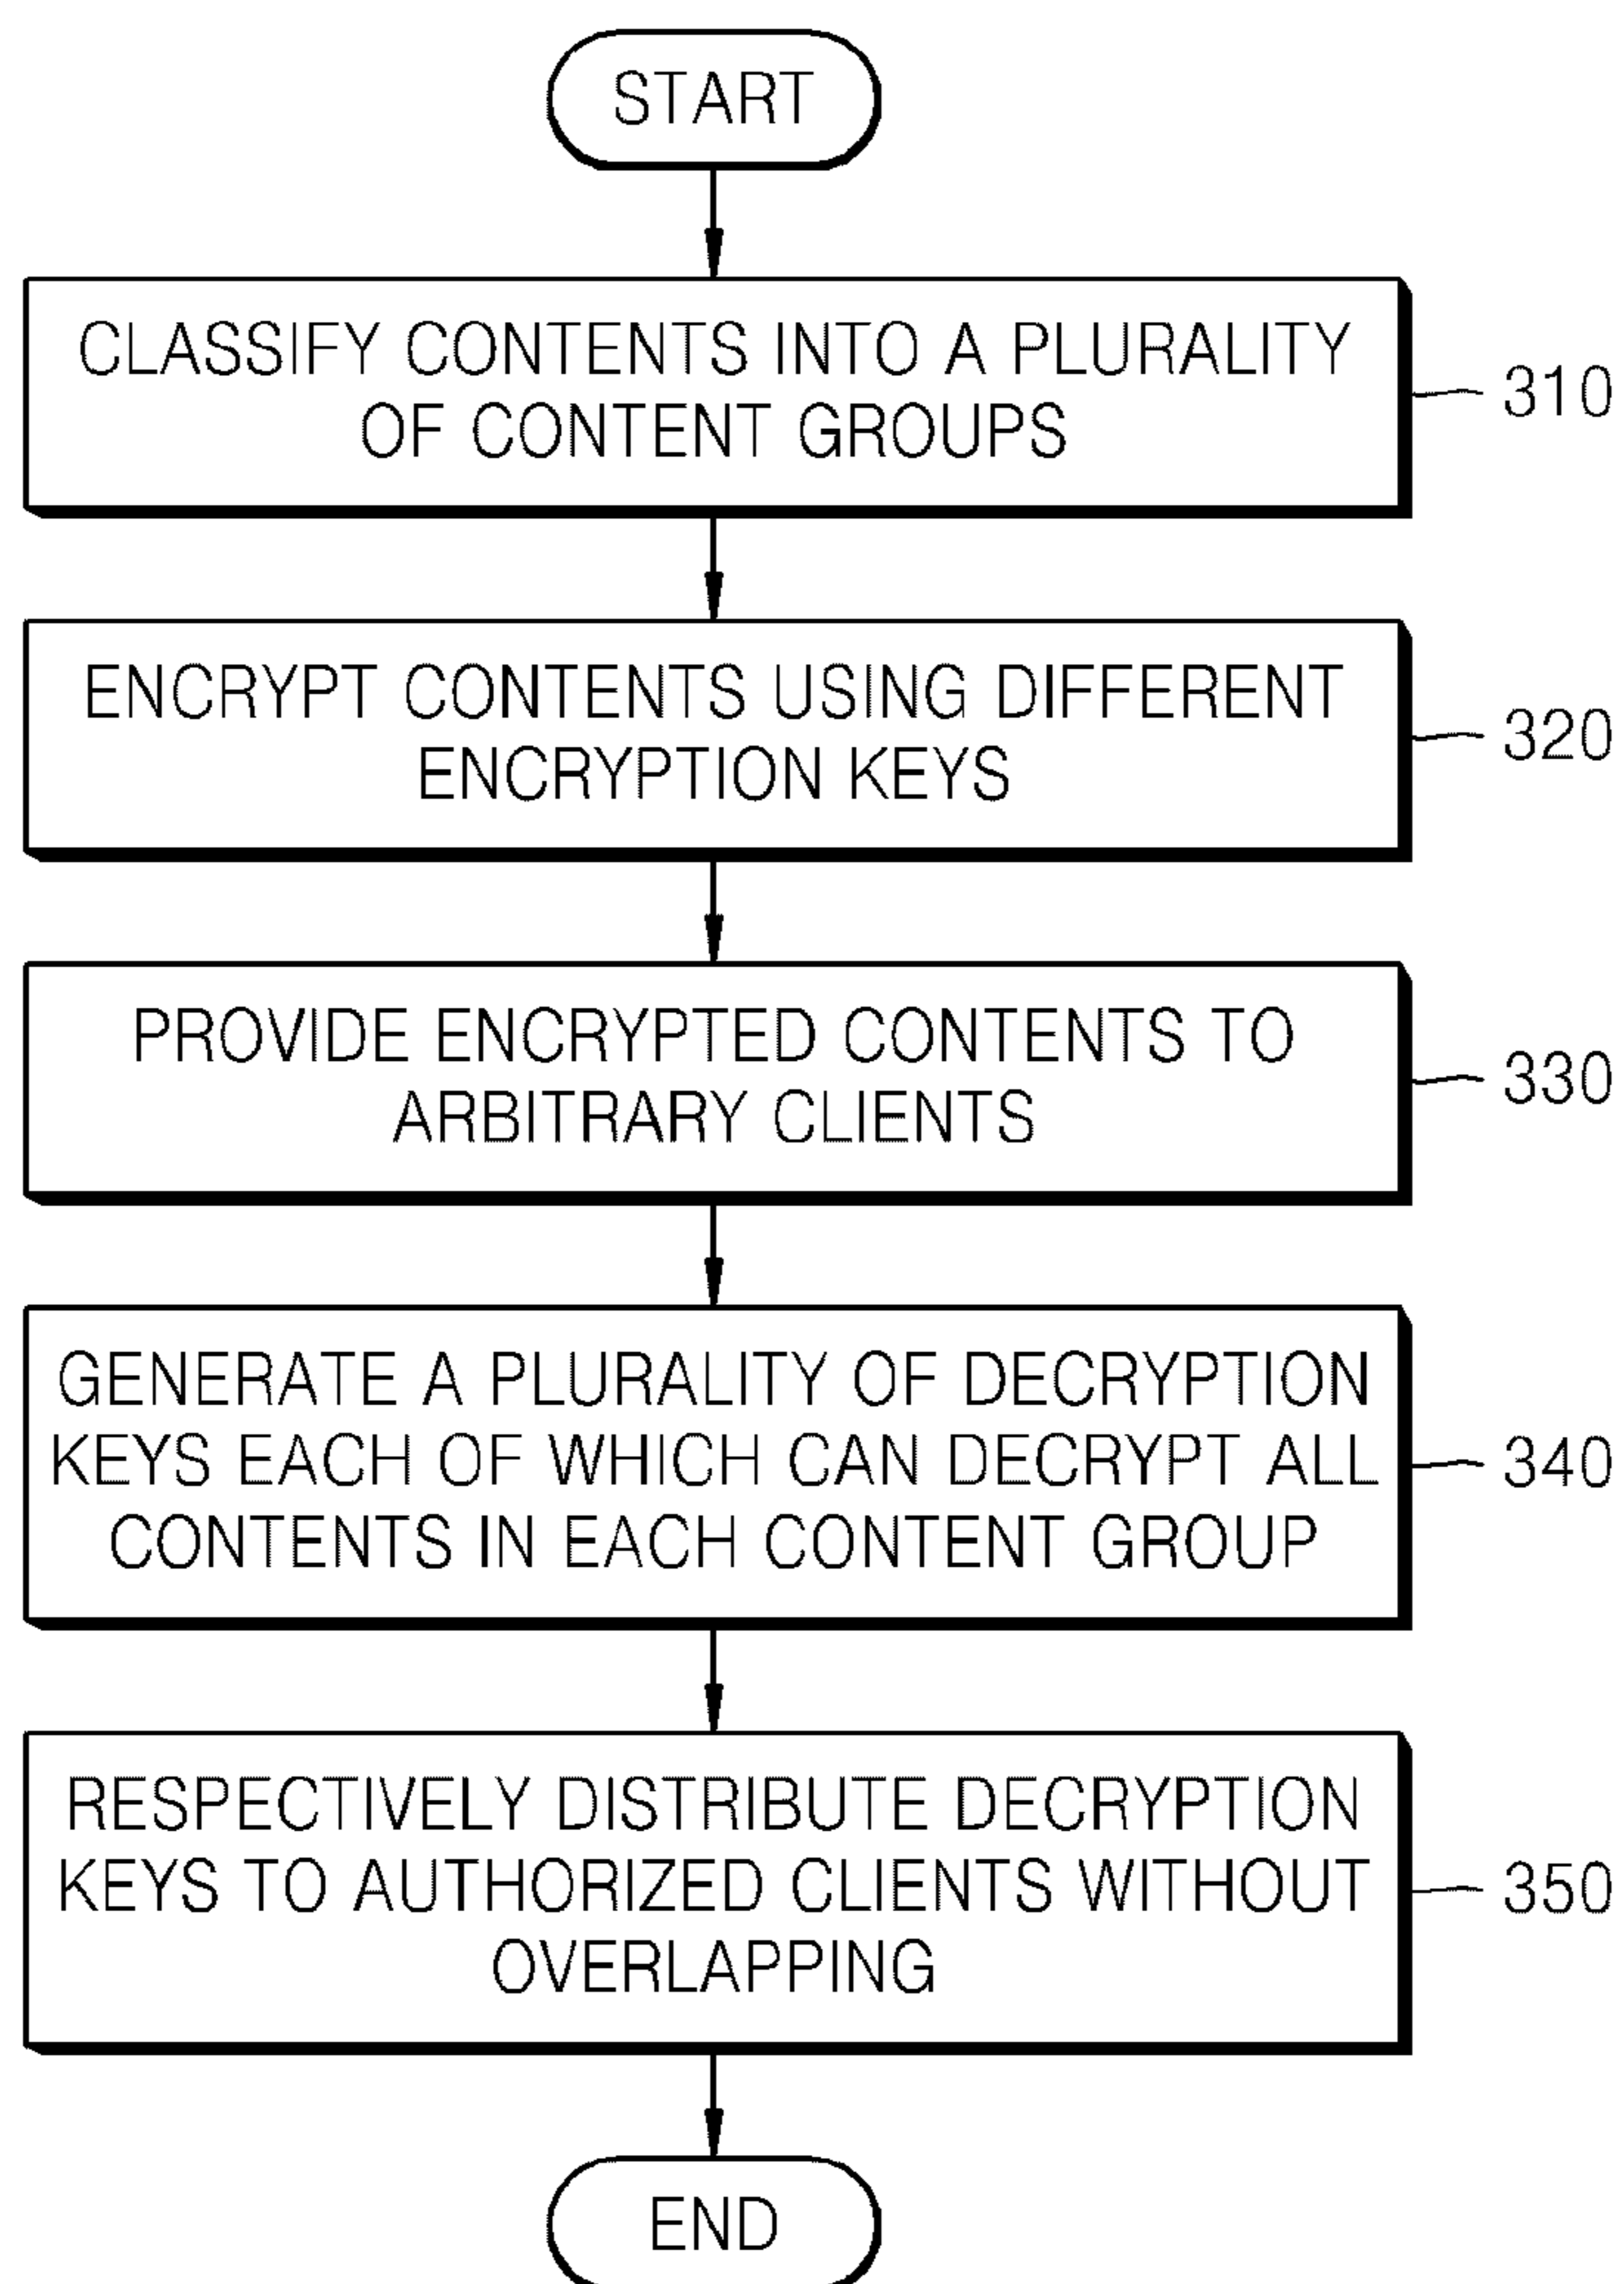 START
CLASSIFY CONTENTS INTO A PLURALITY
OF CONTENT GROUPS
310
ENCRYPT CONTENTS USING DIFFERENT
ENCRYPTION KEYS
320
PROVIDE ENCRYPTED CONTENTS TO
ARBITRARY CLIENTS
330
GENERATE A PLURALITY OF DECRYPTION
KEYS EACH OF WHICH CAN DECRYPT ALL
CONTENTS IN EACH CONTENT GROUP
340
RESPECTIVELY DISTRIBUTE DECRYPTION
KEYS TO AUTHORIZED CLIENTS WITHOUT
OVERLAPPING
350
END